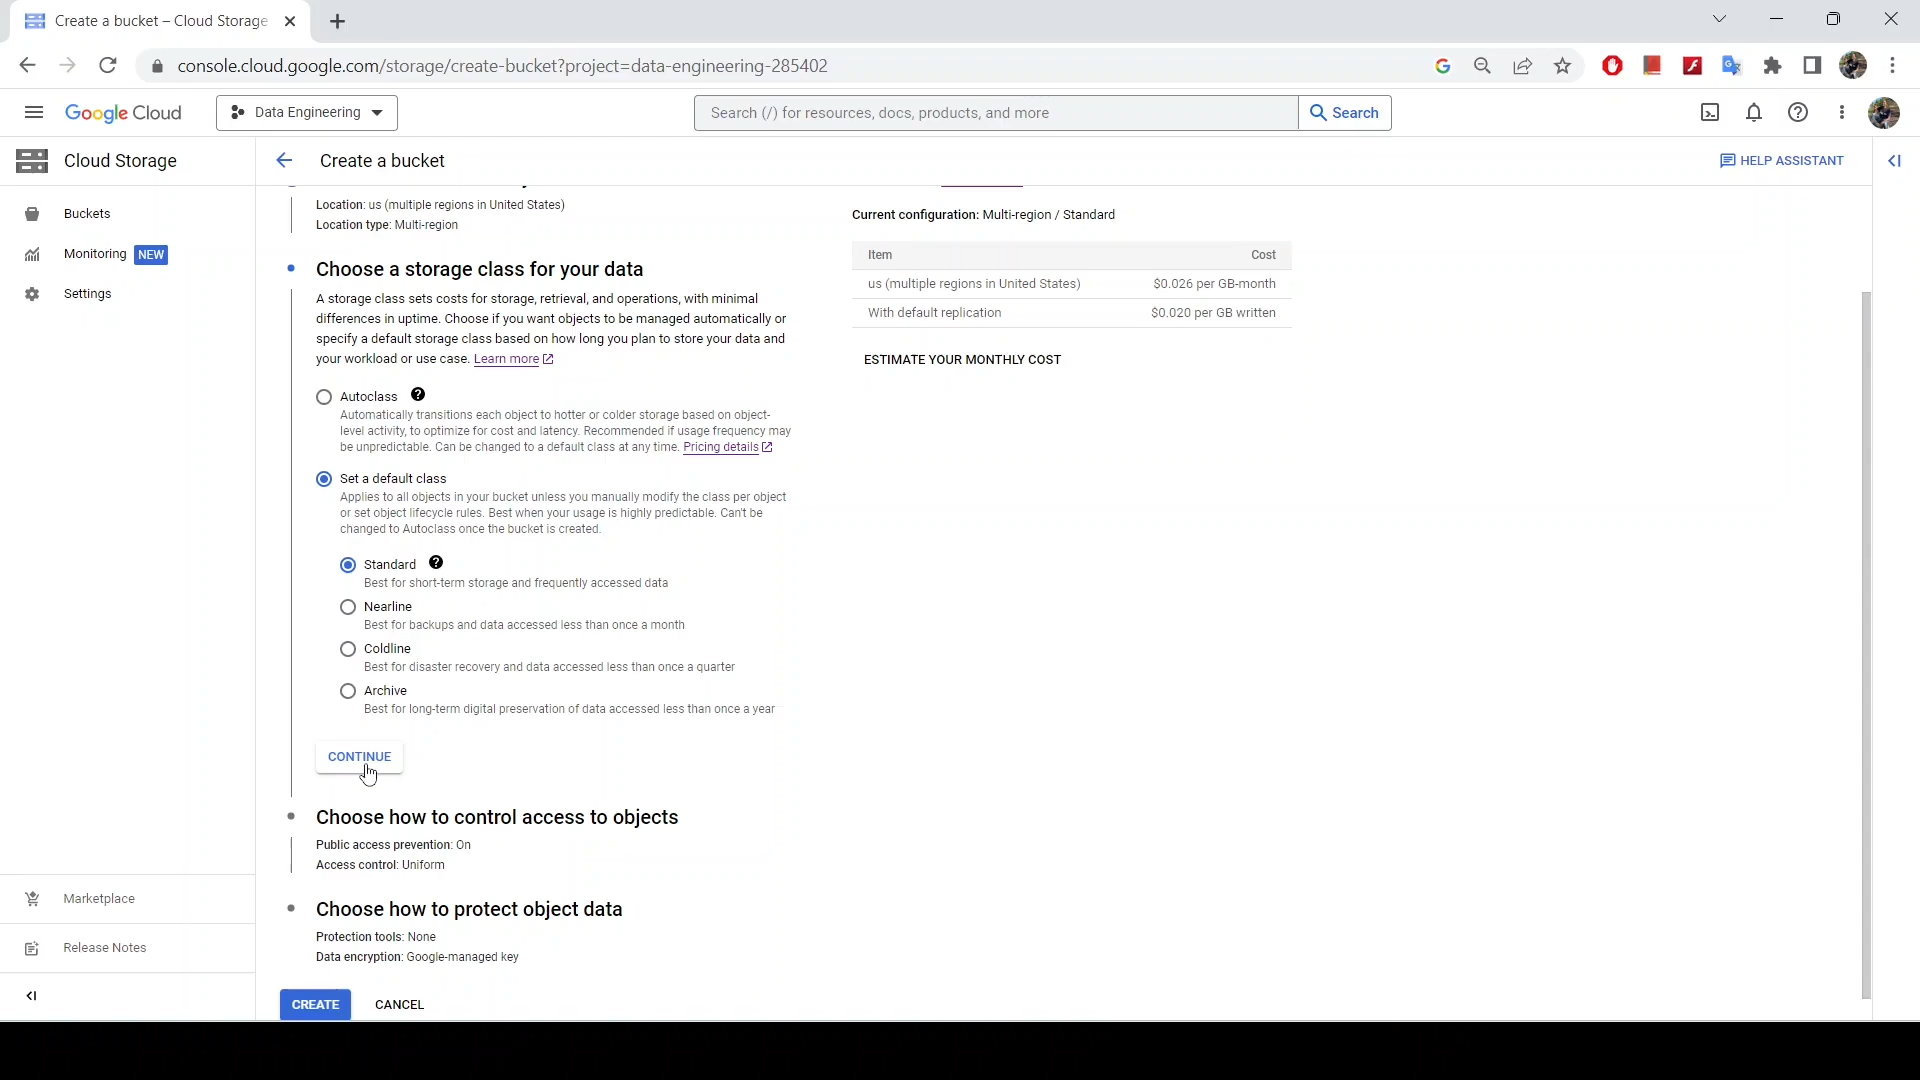 Create a bucket – Cloud Storage
console.cloud.google.com/storage/create-bucket?project=data-engineering-285402
Google Cloud
Data Engineering
Search (/) for resources, docs, products, and more
Search
Cloud Storage
Create a bucket
HELP ASSISTANT
Buckets
Monitoring NEW
Settings
Location: us (multiple regions in United States)
Location type: Multi-region
Choose a storage class for your data
A storage class sets costs for storage, retrieval, and operations, with minimal
differences in uptime. Choose if you want objects to be managed automatically or
specify a default storage class based on how long you plan to store your data and
your workload or use case. Learn more
Autoclass
Automatically transitions each object to hotter or colder storage based on object-
level activity, to optimize for cost and latency. Recommended if usage frequency may
be unpredictable. Can be changed to a default class at any time. Pricing details
Set a default class
Applies to all objects in your bucket unless you manually modify the class per object
or set object lifecycle rules. Best when your usage is highly predictable. Can't be
changed to Autoclass once the bucket is created.
Standard
Best for short-term storage and frequently accessed data
Nearline
Best for backups and data accessed less than once a month
Coldline
Best for disaster recovery and data accessed less than once a quarter
Archive
Best for long-term digital preservation of data accessed less than once a year
CONTINUE
Choose how to control access to objects
Public access prevention: On
Access control: Uniform
Choose how to protect object data
Protection tools: None
Data encryption: Google-managed key
CREATE CANCEL
Current configuration: Multi-region / Standard
Item Cost
us (multiple regions in United States) $0.026 per GB-month
With default replication $0.020 per GB written
ESTIMATE YOUR MONTHLY COST
Marketplace
Release Notes